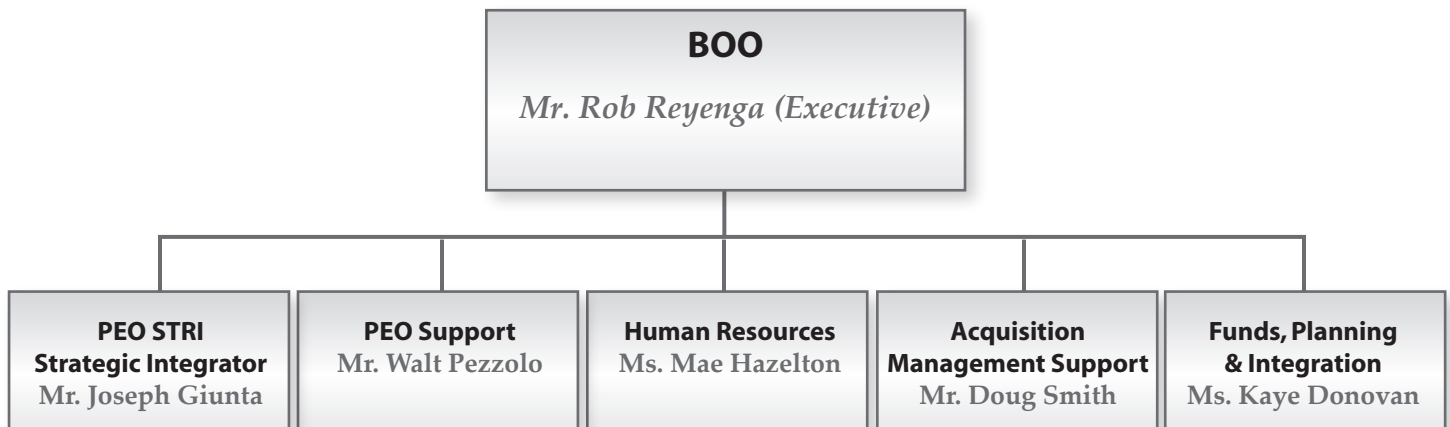 BOO
Mr. Rob Reyenga (Executive)
PEO STRI
Strategic Integrator
Mr. Joseph Giunta
PEO Support
Mr. Walt Pezzolo
Human Resources
Ms. Mae Hazelton
Acquisition
Management Support
Mr. Doug Smith
Funds, Planning
& Integration
Ms. Kaye Donovan